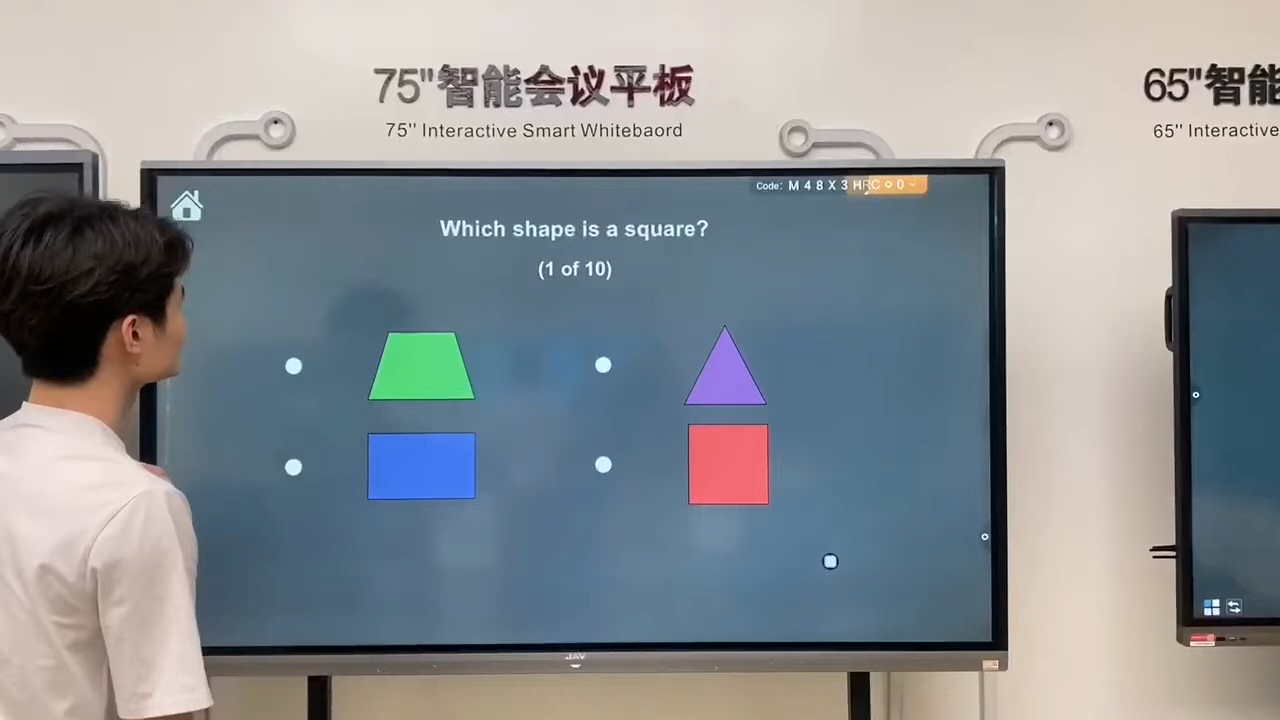 75"智能会议平板
75" Interactive Smart Whitebaord
65"智能
65" Interactive
Code: M 4 8 X 3 H
Which shape is a square?
(1 of 10)
JAV